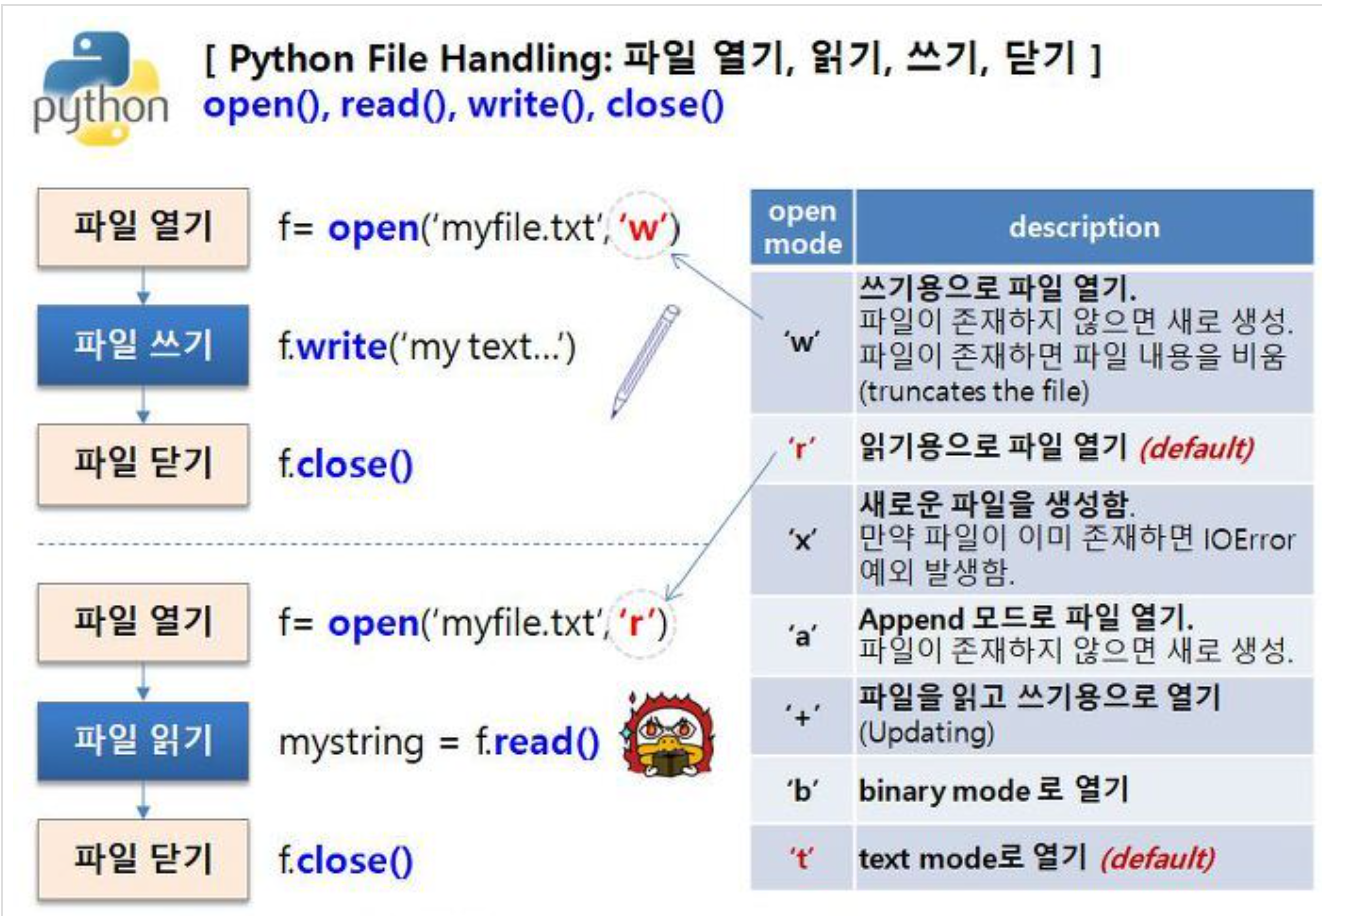 [ Python File Handling: 파일 열기, 읽기, 쓰기, 닫기 ]
open(), read(), write(), close()
python
파일 열기
f= open(‘myfile.txt’, ‘w’)
파일 쓰기
f.write(‘my text...’)
파일 닫기
f.close()
파일 열기
f= open(‘myfile.txt’, ‘r’)
파일 읽기
mystring = f.read()
파일 닫기
f.close()
open
mode
description
‘w’
쓰기용으로 파일 열기.
파일이 존재하지 않으면 새로 생성.
파일이 존재하면 파일 내용을 비움
(truncates the file)
‘r’
읽기용으로 파일 열기 (default)
‘x’
새로운 파일을 생성함.
만약 파일이 이미 존재하면 IOError
예외 발생함.
‘a’
Append 모드로 파일 열기.
파일이 존재하지 않으면 새로 생성.
‘+’
파일을 읽고 쓰기용으로 열기
(Updating)
‘b’
binary mode 로 열기
‘t’
text mode로 열기 (default)